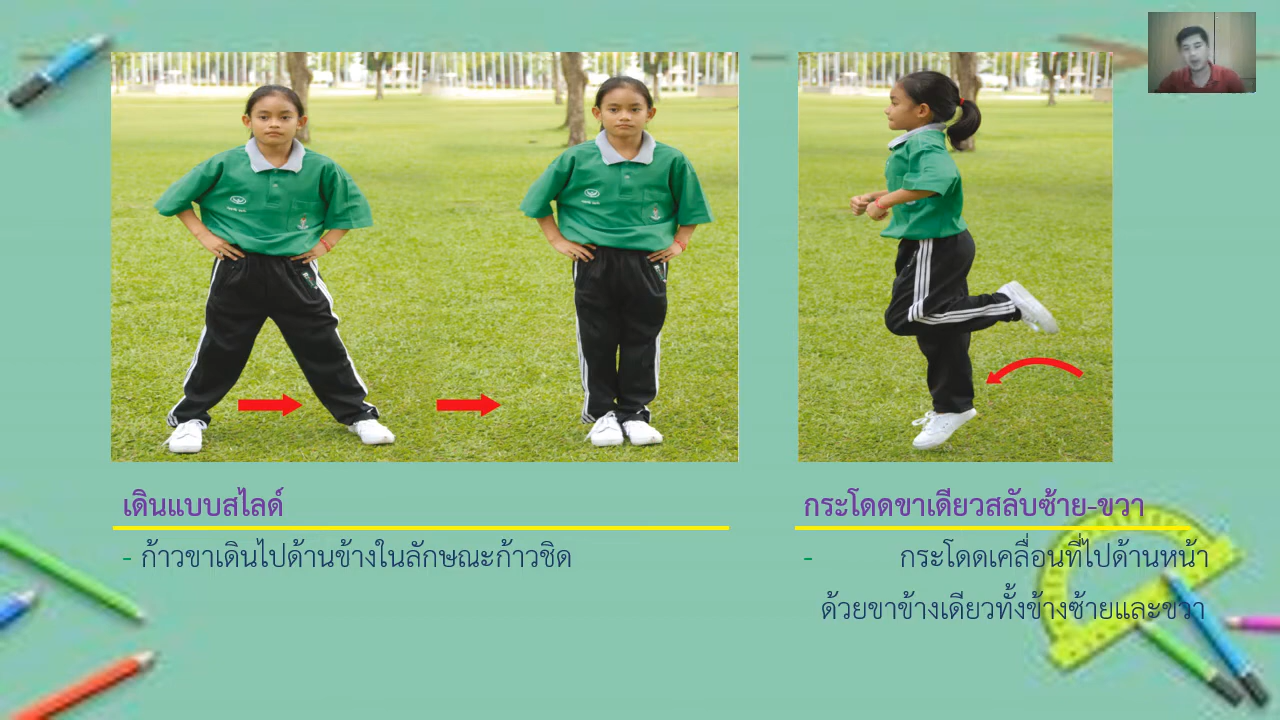 เดินแบบสไลด์
- ก้าวขาเดินไปด้านข้างในลักษณะก้าวชิด
กระโดดขาเดียวสลับซ้าย-ขวา
- กระโดดเคลื่อนที่ไปด้านหน้า
ด้วยขาข้างเดียวทั้งข้างซ้ายและขวา